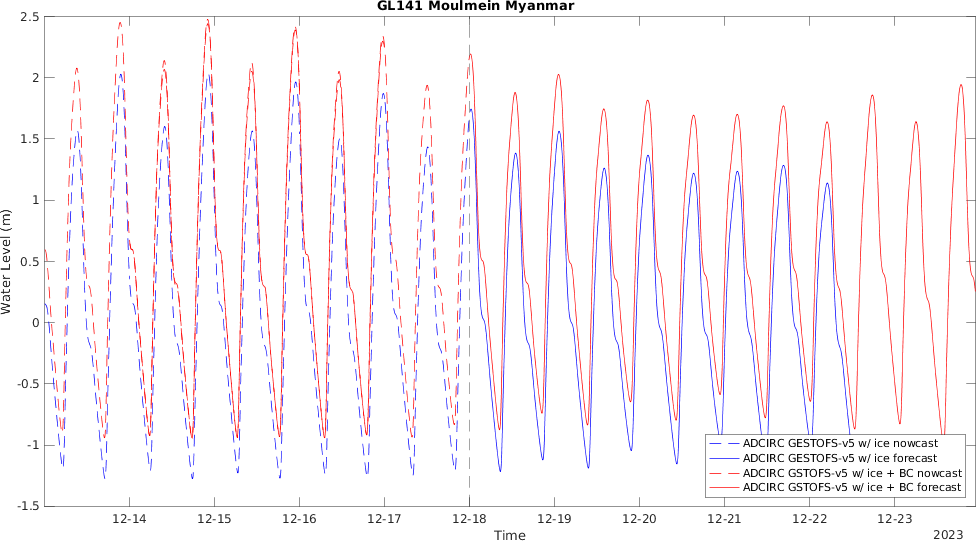 GL141 Moulmein Myanmar
2.5
2
1.5
1
0.5
0
-0.5
-1
-1.5
Water Level (m)
12-14
12-15
12-16
12-17
12-18
12-19
12-20
12-21
12-22
12-23
Time
2023
ADCIRC GESTOFS-v5 w/ ice nowcast
ADCIRC GESTOFS-v5 w/ ice forecast
ADCIRC GSTOFS-v5 w/ ice + BC nowcast
ADCIRC GSTOFS-v5 w/ ice + BC forecast